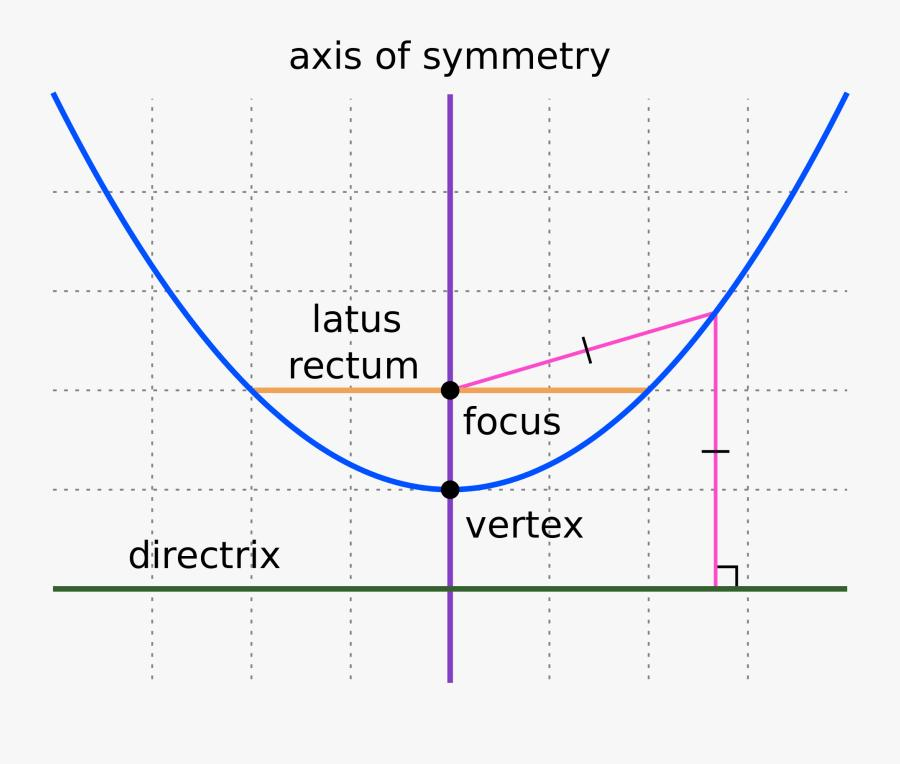 axis of symmetry
latus
rectum
focus
vertex
directrix